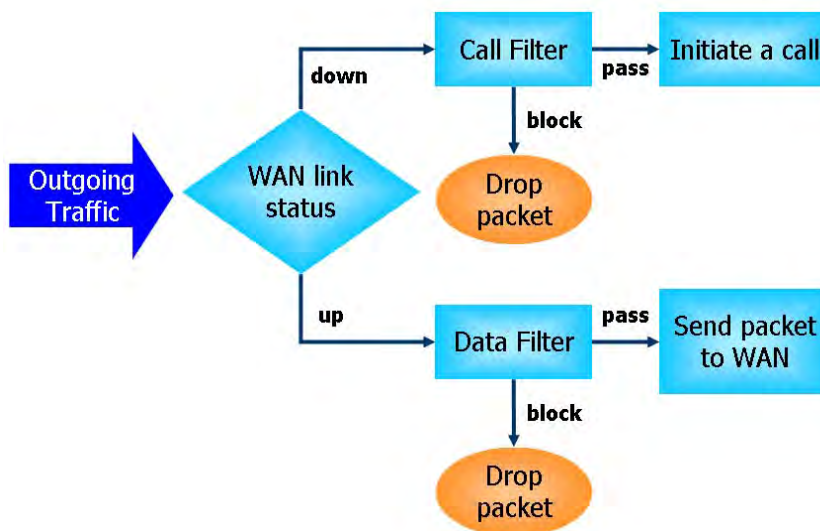 Outgoing
Traffic
WAN link
status
down
Call Filter
pass
Initiate a call
block
Drop
packet
up
Data Filter
pass
Send packet
to WAN
block
Drop
packet